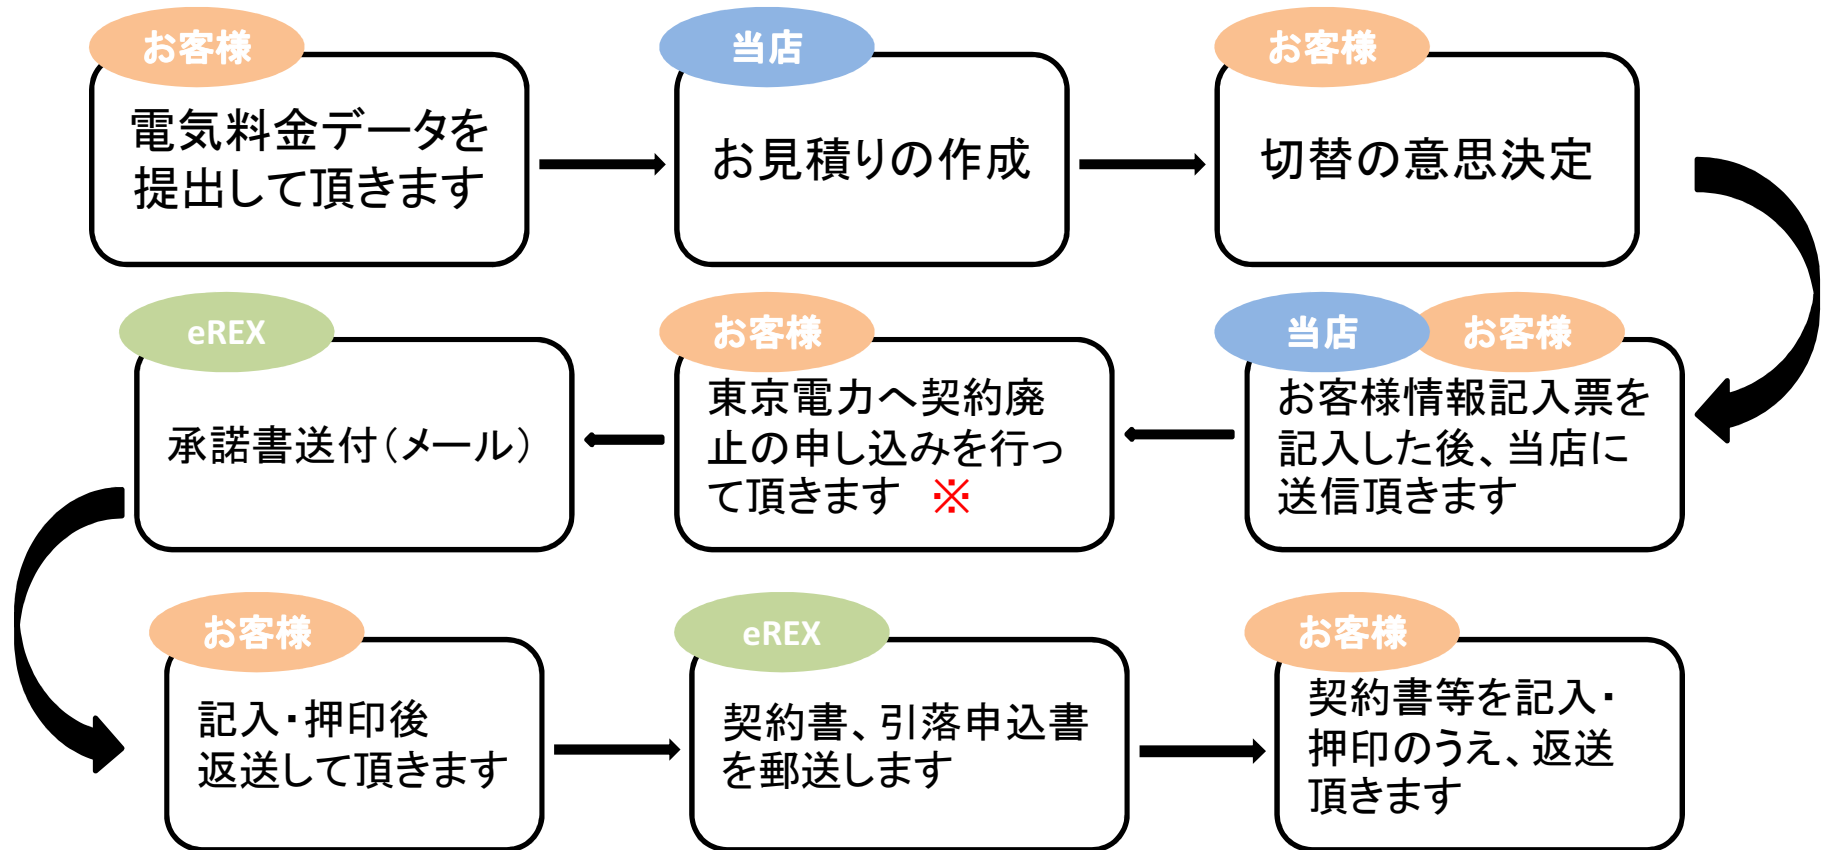 お客様
電気料金データを
提出して頂きます
当店
お見積りの作成
お客様
切替の意思決定
当店
お客様
お客様情報記入票を
記入した後、当店に
送信頂きます
お客様
東京電力へ契約廃
止の申し込みを行っ
て頂きます ※
eREX
承諾書送付(メール)
お客様
記入・押印後
返送して頂きます
eREX
契約書、引落申込書
を郵送します
お客様
契約書等を記入・
押印のうえ、返送
頂きます